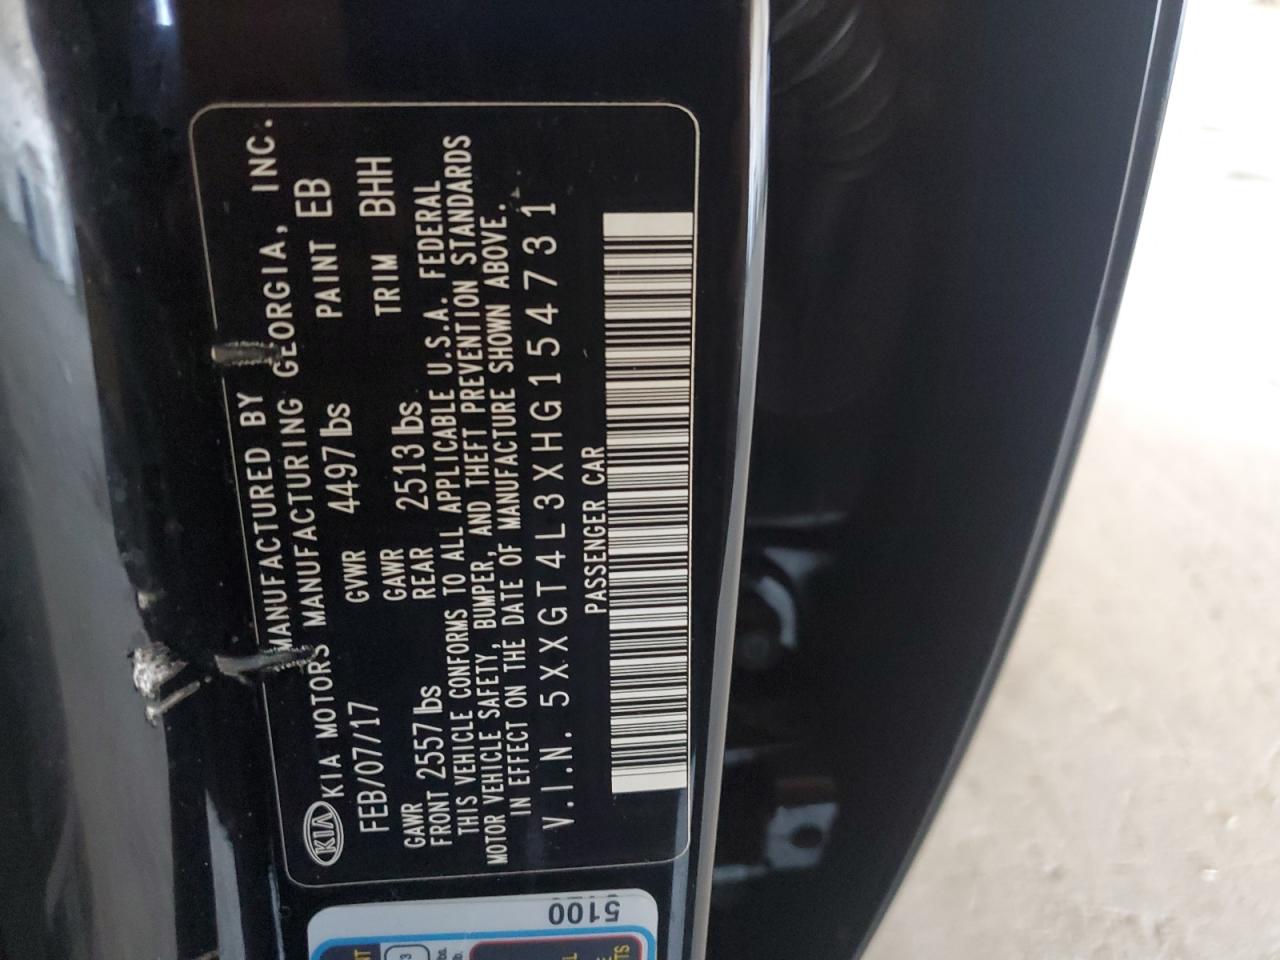 MANUFACTURED BY
KIA KIA MOTORS MANUFACTURING GEORGIA, INC.
FEB/07/17 GVWR 4497 lbs PAINT EB
GAWR FRONT 2557 lbs GAWR REAR 2513 lbs TRIM BHH
THIS VEHICLE CONFORMS TO ALL APPLICABLE U.S.A. FEDERAL
MOTOR VEHICLE SAFETY, BUMPER, AND THEFT PREVENTION STANDARDS
IN EFFECT ON THE DATE OF MANUFACTURE SHOWN ABOVE.
V.I.N. 5XXGT4L3XHG154731
PASSENGER CAR
5100
3